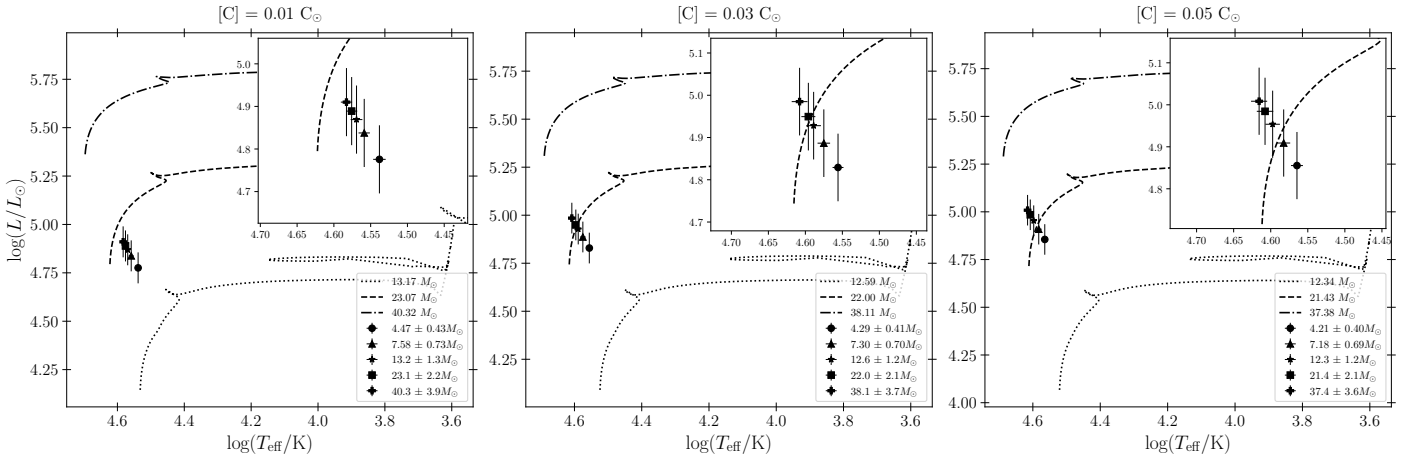 [C] = 0.01 C⊙
[C] = 0.03 C⊙
[C] = 0.05 C⊙
log(L/L⊙)
5.75
5.50
5.25
5.00
4.75
4.50
4.25
5.0
4.9
4.8
4.7
4.70 4.65 4.60 4.55 4.50 4.45
13.17 M⊙
23.07 M⊙
40.32 M⊙
4.47 ± 0.43M⊙
7.58 ± 0.73M⊙
13.2 ± 1.3M⊙
23.1 ± 2.2M⊙
40.3 ± 3.9M⊙
4.6 4.4 4.2 4.0 3.8 3.6
log(Teff/K)
5.75
5.50
5.25
5.00
4.75
4.50
4.25
5.1
5.0
4.9
4.8
4.7
4.70 4.65 4.60 4.55 4.50 4.45
12.59 M⊙
22.00 M⊙
38.11 M⊙
4.29 ± 0.41M⊙
7.30 ± 0.70M⊙
12.6 ± 1.2M⊙
22.0 ± 2.1M⊙
38.1 ± 3.7M⊙
4.6 4.4 4.2 4.0 3.8 3.6
log(Teff/K)
5.75
5.50
5.25
5.00
4.75
4.50
4.25
4.00
5.1
5.0
4.9
4.8
4.70 4.65 4.60 4.55 4.50 4.45
12.34 M⊙
21.43 M⊙
37.38 M⊙
4.21 ± 0.40M⊙
7.18 ± 0.69M⊙
12.3 ± 1.2M⊙
21.4 ± 2.1M⊙
37.4 ± 3.6M⊙
4.6 4.4 4.2 4.0 3.8 3.6
log(Teff/K)